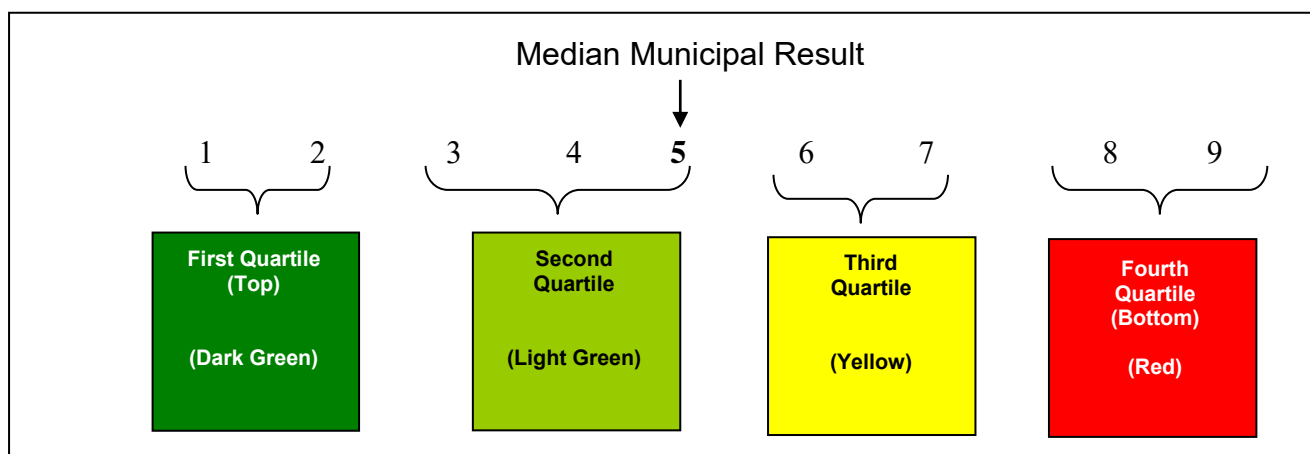 Median Municipal Result
1 2 3 4 5 6 7 8 9
First Quartile
(Top)
(Dark Green)
Second
Quartile
(Light Green)
Third
Quartile
(Yellow)
Fourth
Quartile
(Bottom)
(Red)